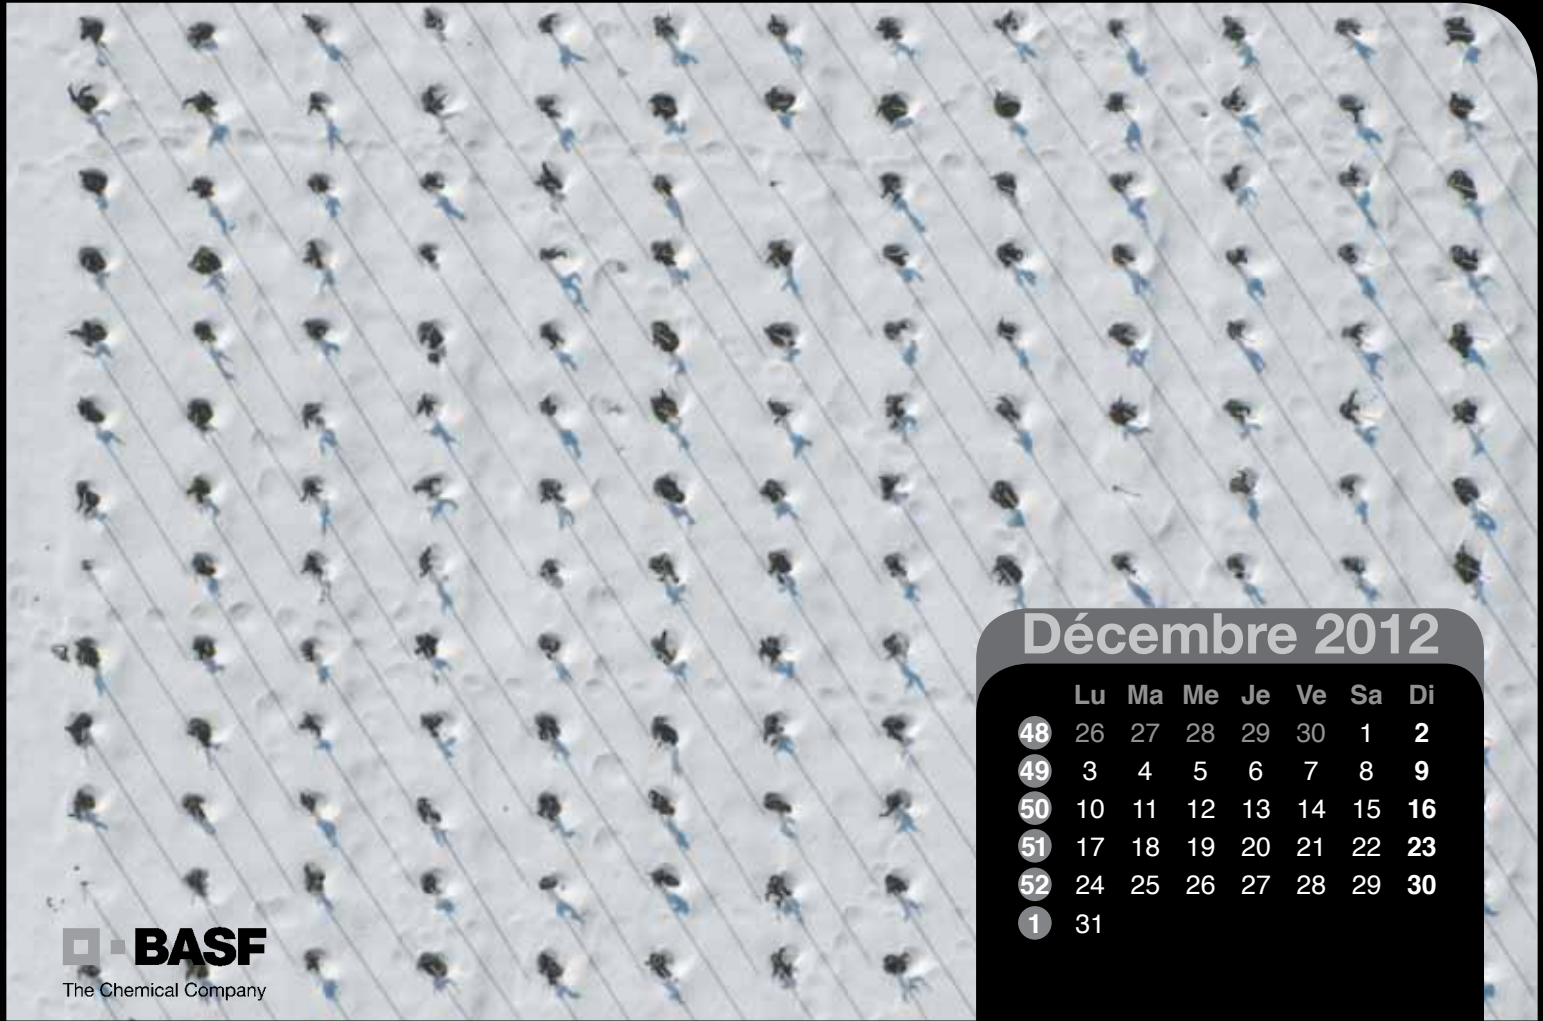 Décembre 2012
Lu Ma Me Je Ve Sa Di
48 26 27 28 29 30 1 2
49 3 4 5 6 7 8 9
50 10 11 12 13 14 15 16
51 17 18 19 20 21 22 23
52 24 25 26 27 28 29 30
1 31
BASF
The Chemical Company